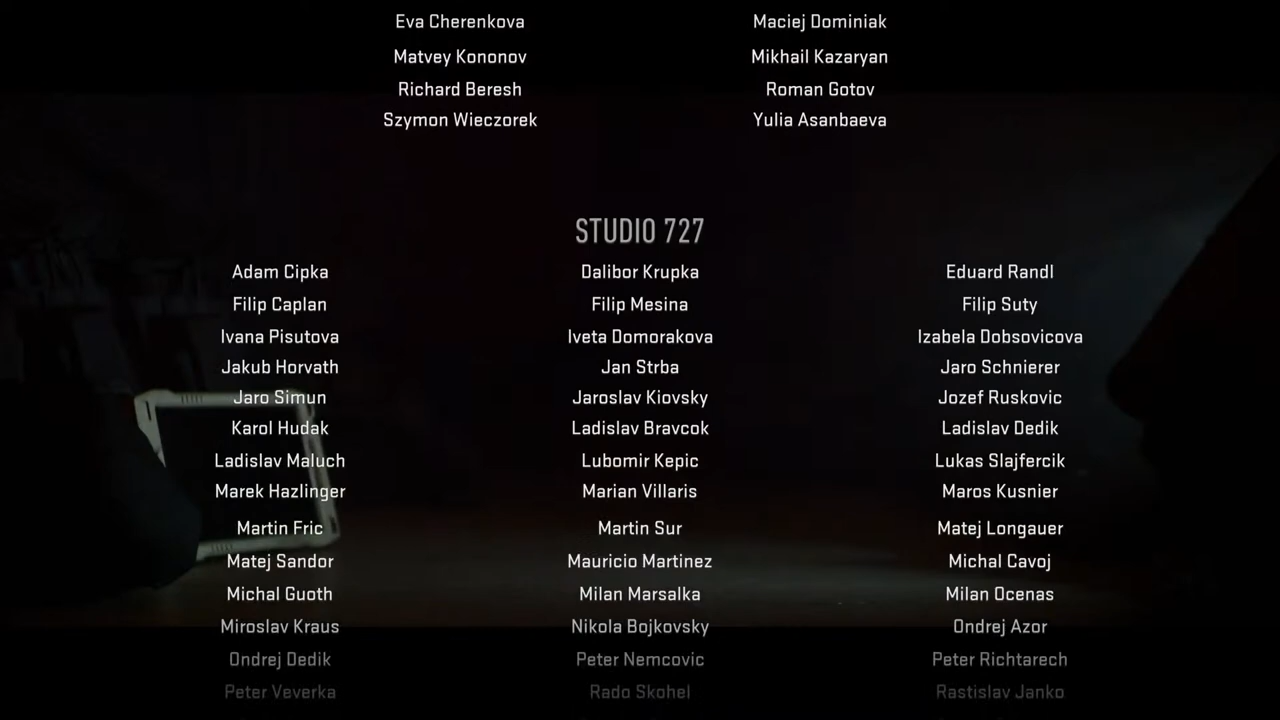 Eva Cherenkova Maciej Dominiak
Matvey Kononov Mikhail Kazaryan
Richard Beresh Roman Gotov
Szymon Wieczorek Yulia Asanbaeva
STUDIO 727
Adam Cipka Dalibor Krupka Eduard Randl
Filip Caplan Filip Mesina Filip Suty
Ivana Pisutova Iveta Domorakova Izabela Dobsovicova
Jakub Horvath Jan Strba Jaro Schnierer
Jaro Simun Jaroslav Kiovsky Jozef Ruskovic
Karol Hudak Ladislav Bravcok Ladislav Dedik
Ladislav Maluch Lubomir Kepic Lukas Slajfercik
Marek Hazlinger Marian Villaris Maros Kusnier
Martin Fric Martin Sur Matej Longauer
Matej Sandor Mauricio Martinez Michal Cavoj
Michal Guoth Milan Marsalka Milan Ocenas
Miroslav Kraus Nikola Bojkovsky Ondrej Azor
Ondrej Dedik Peter Nemcovic Peter Richtarech
Peter Veverka Rado Skohel Rastislav Janko